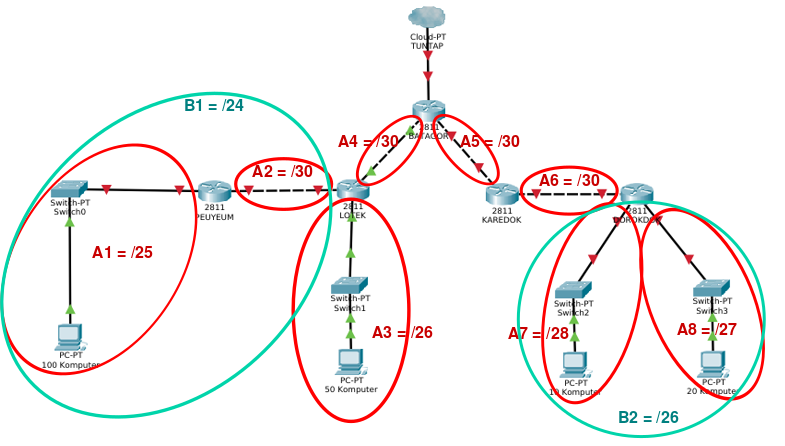 Cloud-PT
TUNTAP
B1 = /24
2811
BATAGOR
A4 = /30
A5 = /30
A2 = /30
A6 = /30
Switch-PT
Switch0
2811
PEUYEUM
2811
LOTEK
2811
KAREDOK
2811
A1 = /25
Switch-PT
Switch1
Switch-PT
Switch2
Switch-PT
Switch3
A3 = /26
A7 = /28
A8 = /27
PC-PT
100 Komputer
PC-PT
50 Komputer
PC-PT
10 Komputer
PC-PT
20 Komputer
B2 = /26